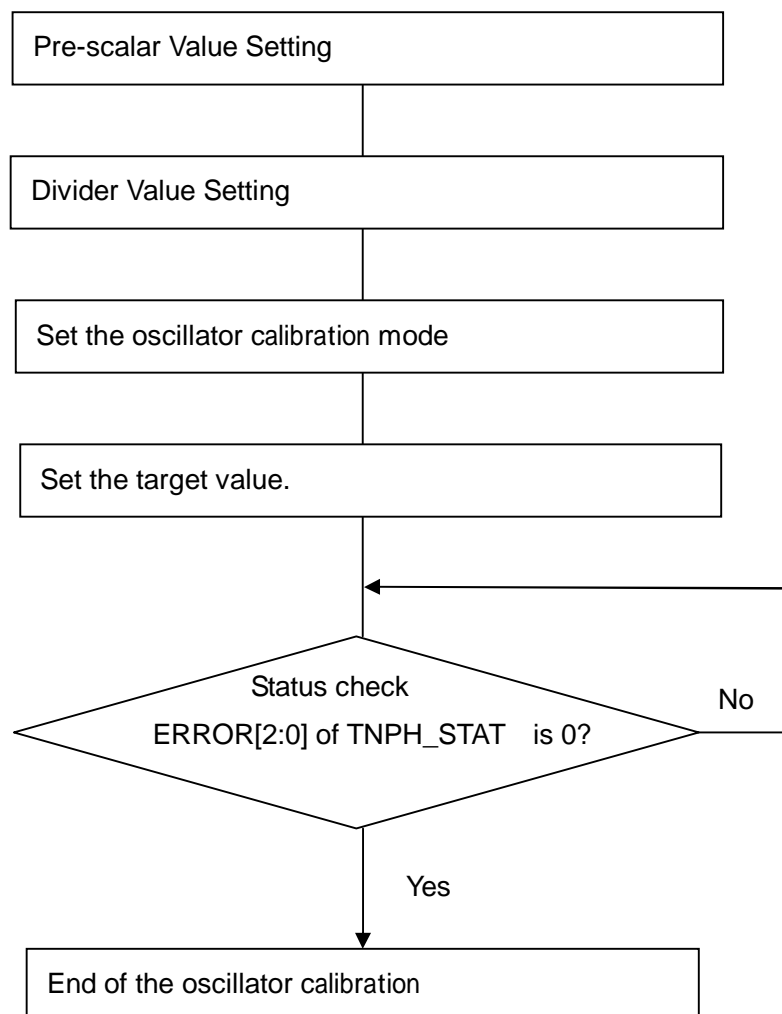 Pre-scalar Value Setting
Divider Value Setting
Set the oscillator calibration mode
Set the target value.
Status check
ERROR[2:0] of TNPH_STAT is 0?
No
Yes
End of the oscillator calibration